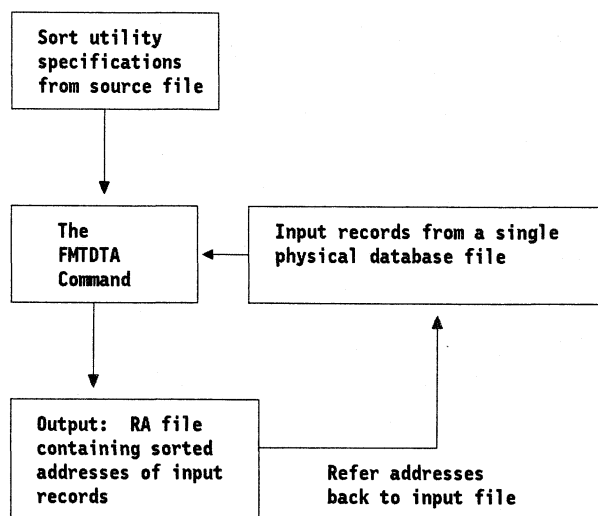 Sort utility
specifications
from source file
The
FMTDTA
Command
Input records from a single
physical database file
Output: RA file
containing sorted
addresses of input
records
Refer addresses
back to input file